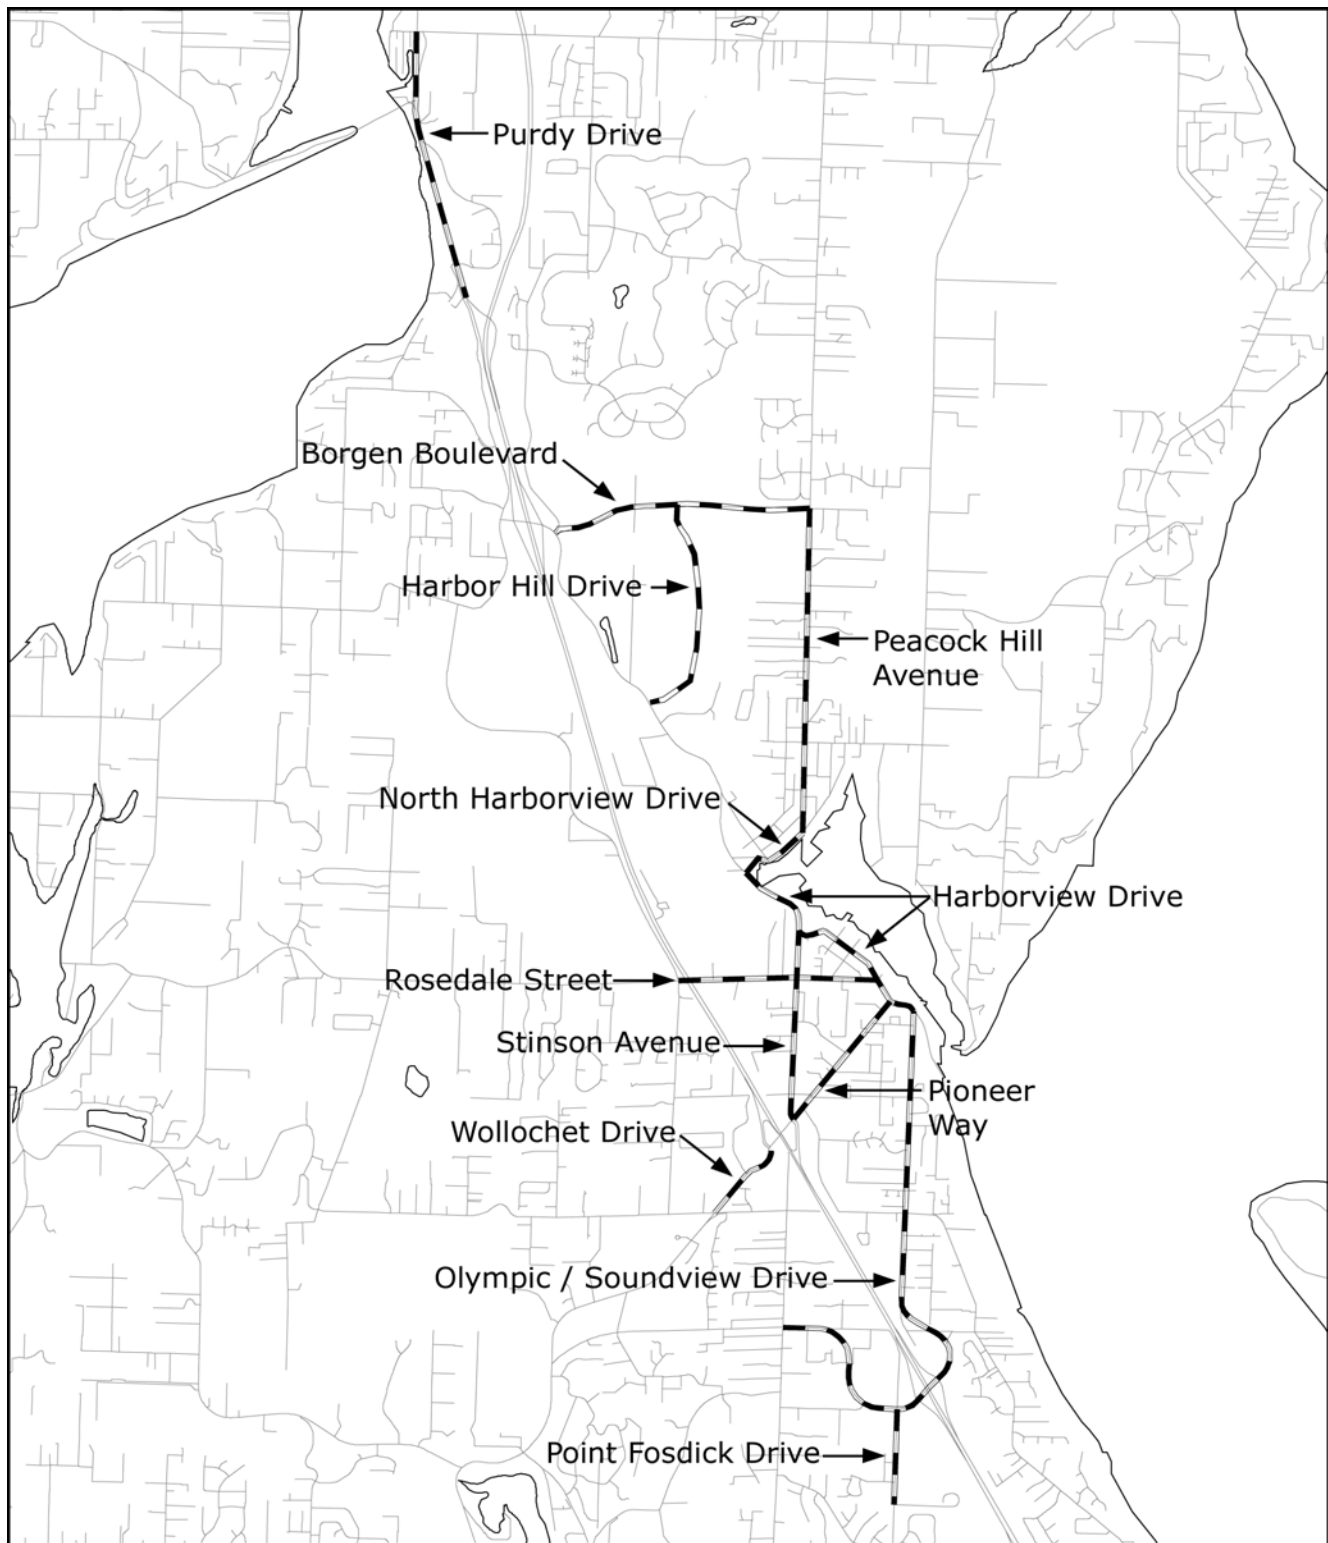 Purdy Drive
Borgen Boulevard
Harbor Hill Drive
Peacock Hill
Avenue
North Harborview Drive
Harborview Drive
Rosedale Street
Stinson Avenue
Pioneer
Way
Wollochet Drive
Olympic / Soundview Drive
Point Fosdick Drive